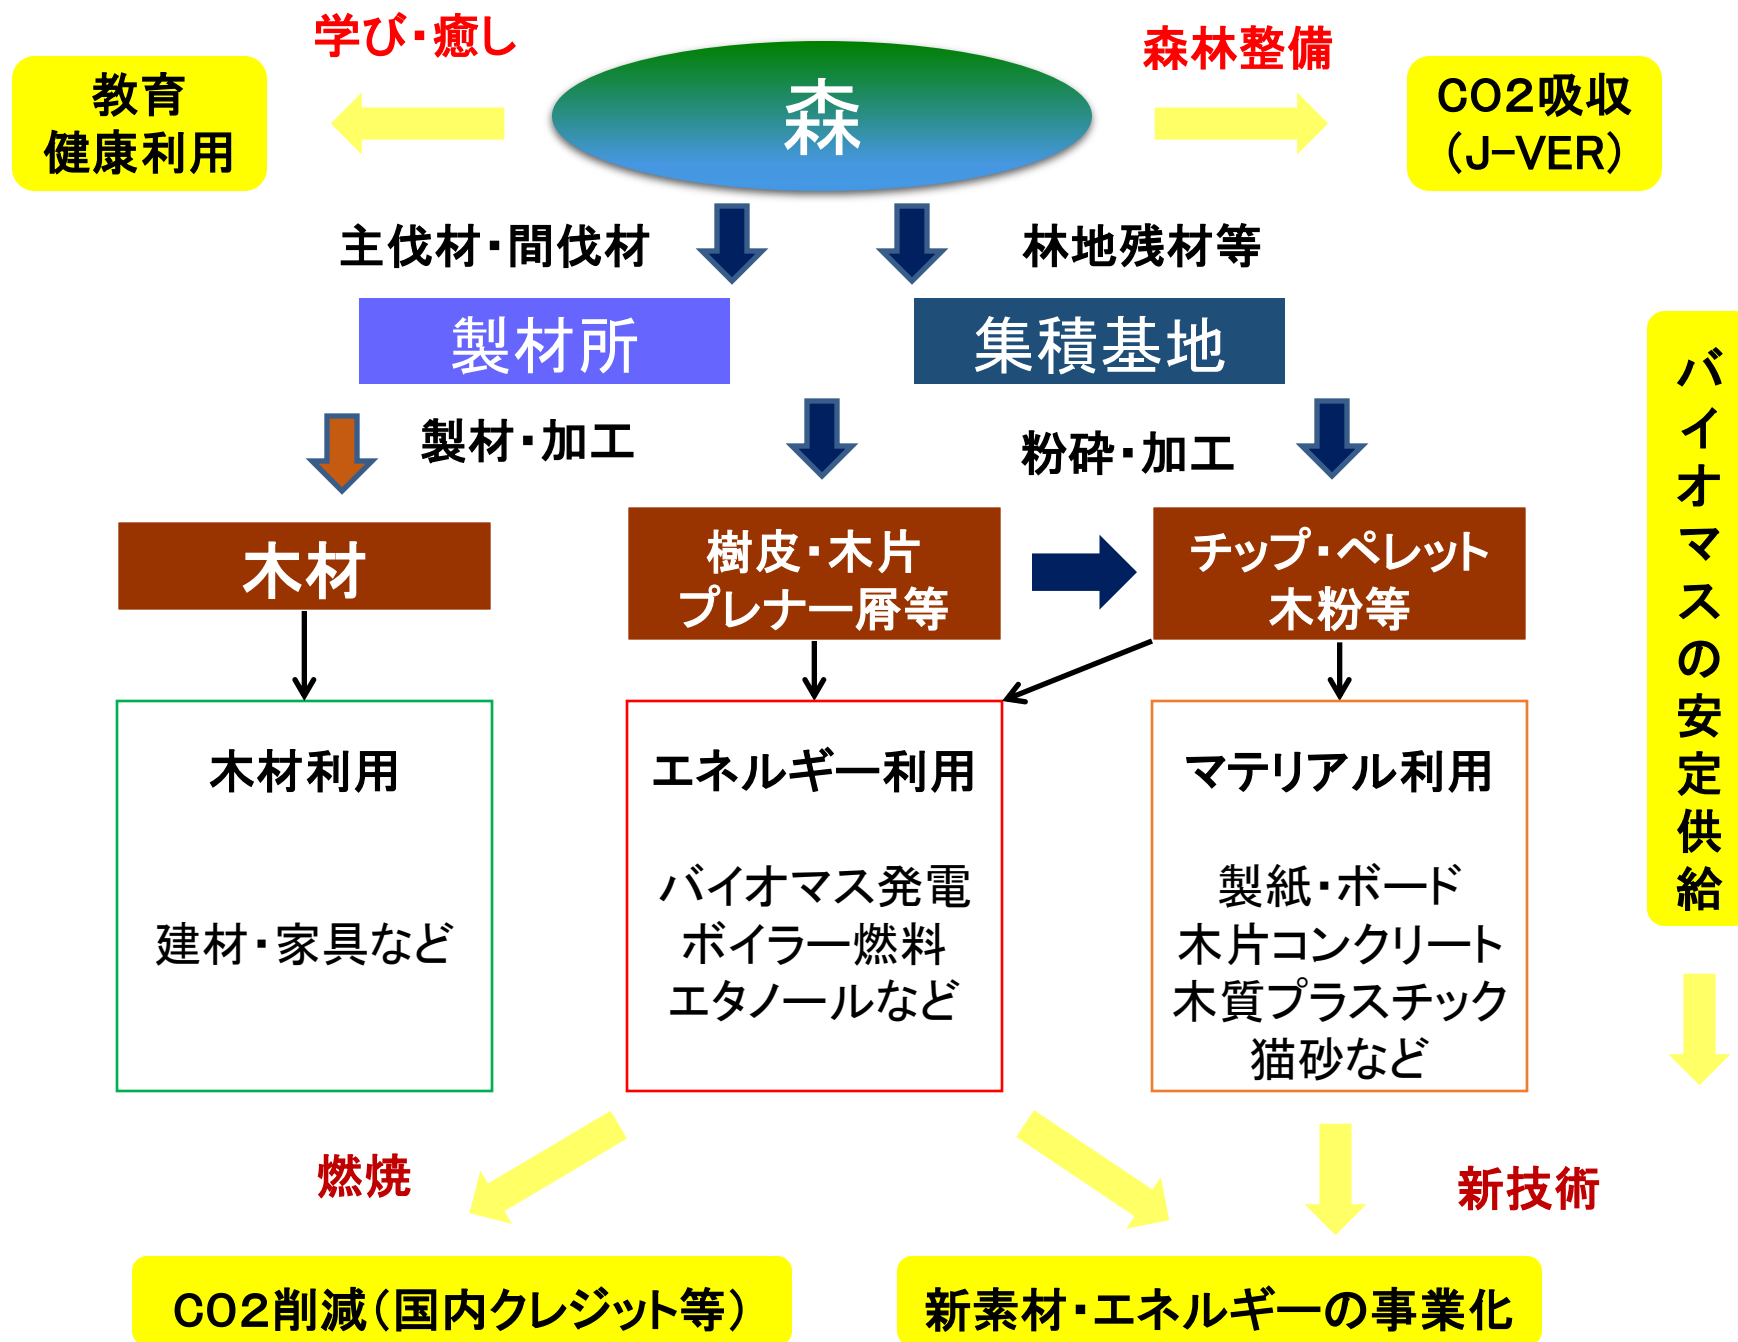 学び・癒し
森林整備
教育
健康利用
森
CO2吸収
（J-VER）
主伐材・間伐材
林地残材等
製材所
集積基地
製材・加工
粉砕・加工
木材
樹皮・木片
プレナー屑等
チップ・ペレット
木粉等
木材利用
建材・家具など
エネルギー利用
バイオマス発電
ボイラー燃料
エタノールなど
マテリアル利用
製紙・ボード
木片コンクリート
木質プラスチック
猫砂など
バイオマスの安定供給
燃焼
新技術
CO2削減（国内クレジット等）
新素材・エネルギーの事業化